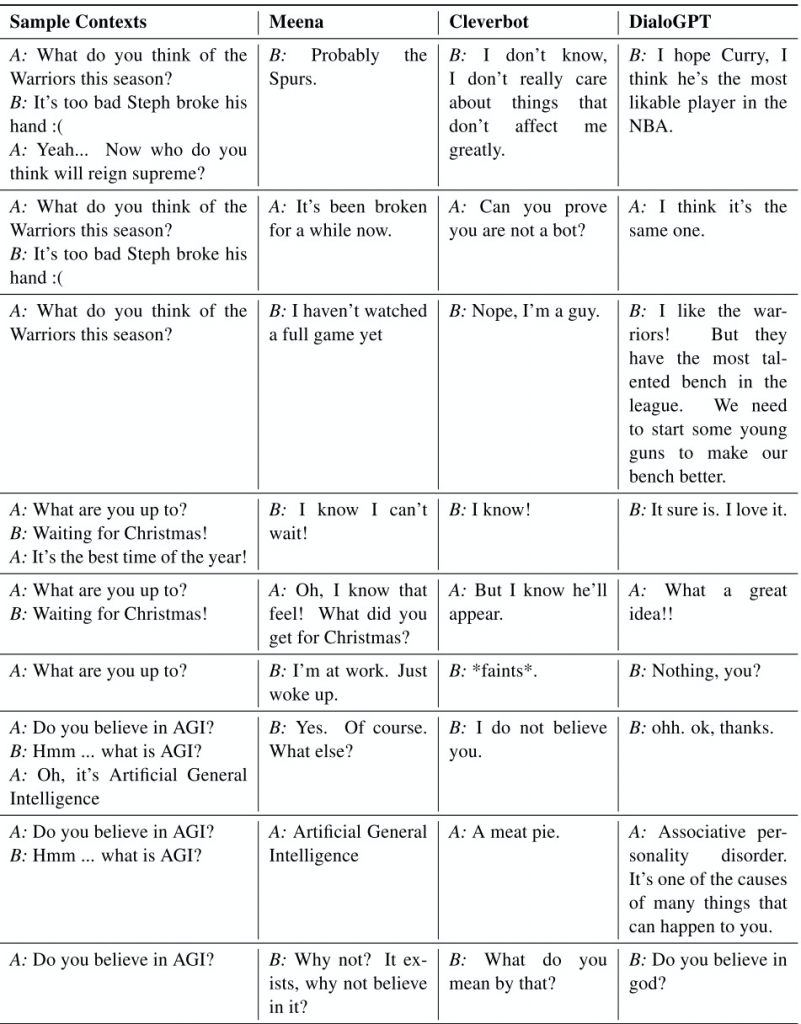 Sample Contexts
Meena
Cleverbot
DialoGPT
A: What do you think of the
Warriors this season?
B: It's too bad Steph broke his
hand :(
A: Yeah... Now who do you
think will reign supreme?
B: Probably the
Spurs.
B: I don't know,
I don't really care
about things that
don't affect me
greatly.
B: I hope Curry, I
think he's the most
likable player in the
NBA.
A: What do you think of the
Warriors this season?
B: It's too bad Steph broke his
hand :(
A: It's been broken
for a while now.
A: Can you prove
you are not a bot?
A: I think it's the
same one.
A: What do you think of the
Warriors this season?
B: I haven't watched
a full game yet
B: Nope, I'm a guy.
B: I like the war-
riors! But they
have the most tal-
ented bench in the
league. We need
to start some young
guns to make our
bench better.
A: What are you up to?
B: Waiting for Christmas!
A: It's the best time of the year!
B: I know I can't
wait!
B: I know!
B: It sure is. I love it.
A: What are you up to?
B: Waiting for Christmas!
A: Oh, I know that
feel! What did you
get for Christmas?
A: But I know he'll
appear.
A: What a great
idea!!
A: What are you up to?
B: I'm at work. Just
woke up.
B: *faints*.
B: Nothing, you?
A: Do you believe in AGI?
B: Hmm ... what is AGI?
A: Oh, it's Artificial General
Intelligence
B: Yes. Of course.
What else?
B: I do not believe
you.
B: ohh. ok, thanks.
A: Do you believe in AGI?
B: Hmm ... what is AGI?
A: Artificial General
Intelligence
A: A meat pie.
A: Associative per-
sonality disorder.
It's one of the causes
of many things that
can happen to you.
A: Do you believe in AGI?
B: Why not? It ex-
ists, why not believe
in it?
B: What do you
mean by that?
B: Do you believe in
god?